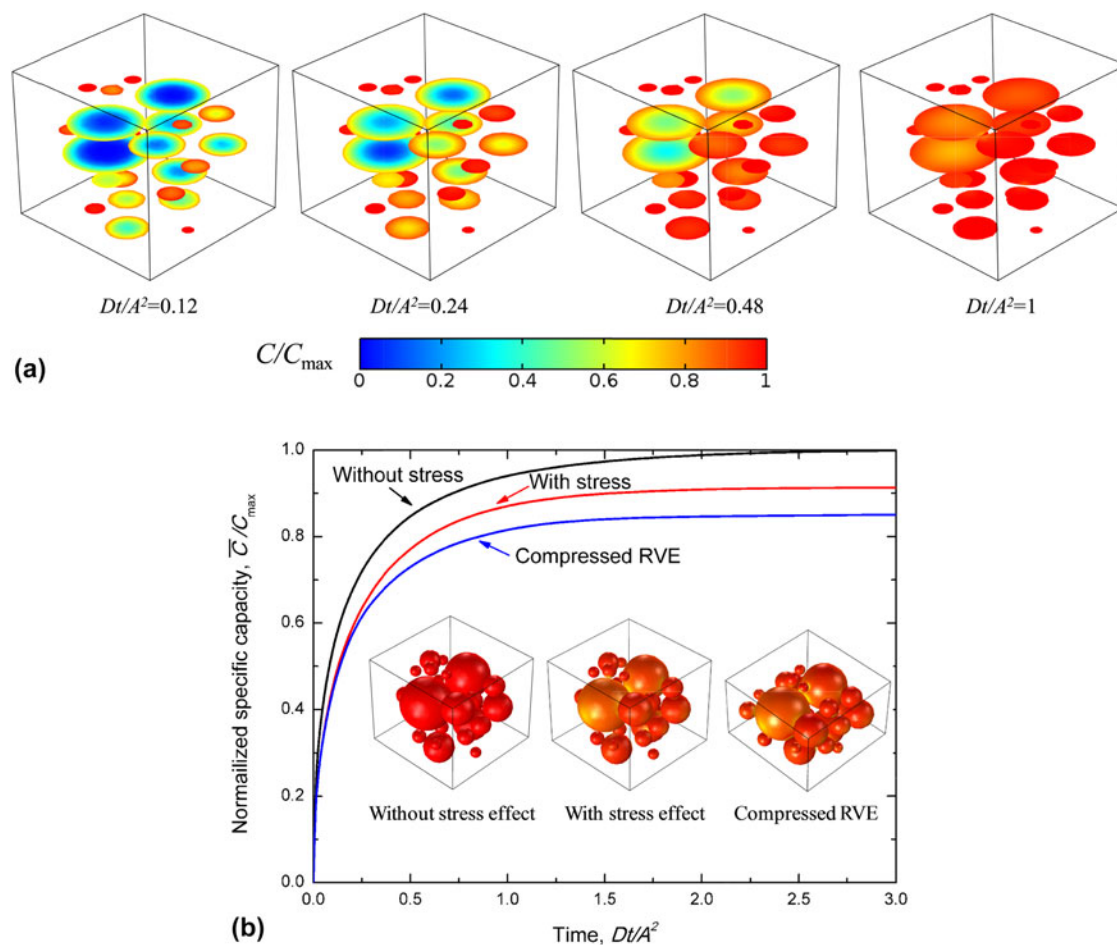 (a)
Dt/A²=0.12
Dt/A²=0.24
Dt/A²=0.48
Dt/A²=1
C/Cmax
0 0.2 0.4 0.6 0.8 1
Normailized specific capacity, C̅/Cmax
1.0
0.8
0.6
0.4
0.2
0.0
Without stress
With stress
Compressed RVE
Without stress effect
With stress effect
Compressed RVE
0.0 0.5 1.0 1.5 2.0 2.5 3.0
Time, Dt/A²
(b)